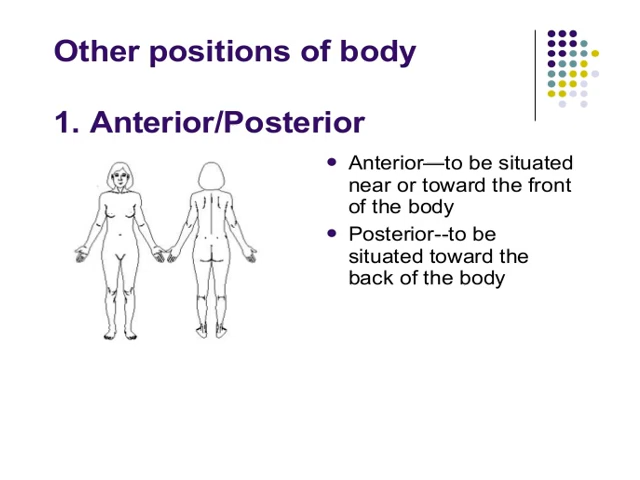 Other positions of body
1. Anterior/Posterior
• Anterior—to be situated
near or toward the front
of the body
• Posterior--to be
situated toward the
back of the body